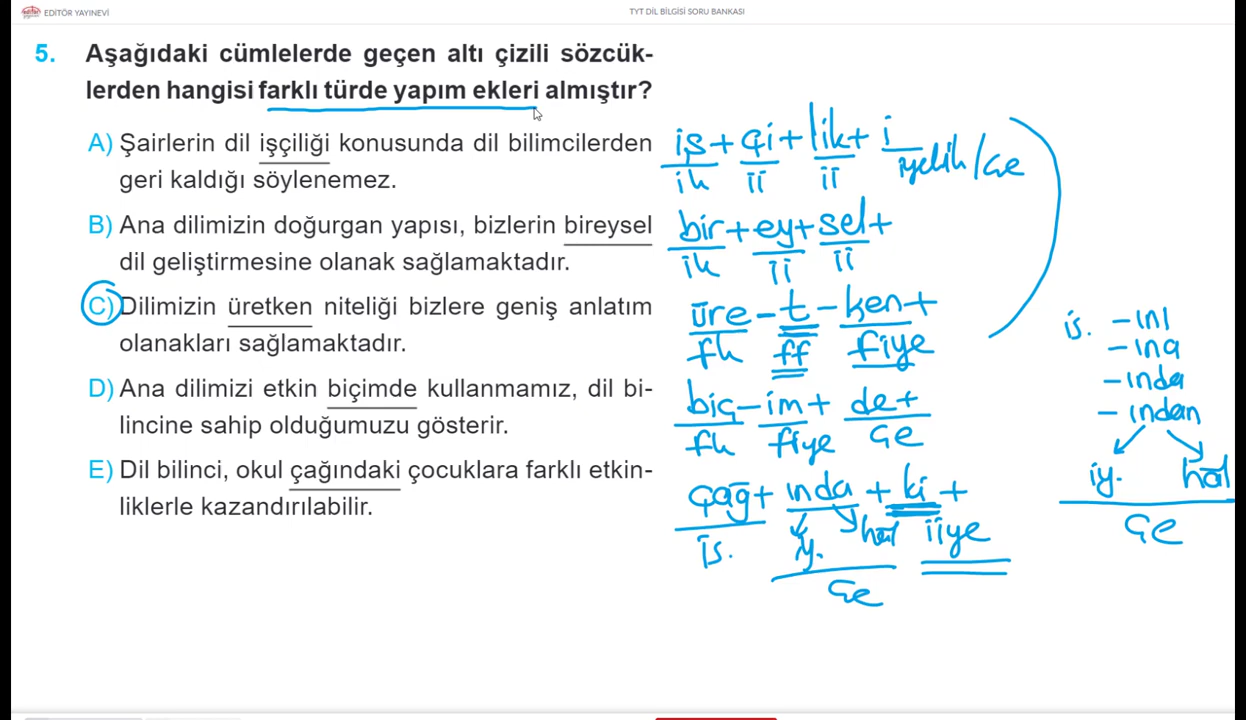 EDİTÖR YAYINEVİ
TYT DİL BİLGİSİ SORU BANKASI
5. Aşağıdaki cümlelerde geçen altı çizili sözcük-
lerden hangisi farklı türde yapım ekleri almıştır?
A) Şairlerin dil işçiliği konusunda dil bilimcilerden
geri kaldığı söylenemez.
B) Ana dilimizin doğurgan yapısı, bizlerin bireysel
dil geliştirmesine olanak sağlamaktadır.
C) Dilimizin üretken niteliği bizlere geniş anlatım
olanakları sağlamaktadır.
D) Ana dilimizi etkin biçimde kullanmamız, dil bi-
lincine sahip olduğumuzu gösterir.
E) Dil bilinci, okul çağındaki çocuklara farklı etkin-
liklerle kazandırılabilir.
iş + çi + lik + i
ik ii ii iyelik / çe
bir + ey + sel +
ik ii ii
üre - t - ken +
fk ff fiye
biç - im + de +
fk fiye çe
çağ + ında + ki +
is. iy. hal iiye
çe
is. - ını
- ına
- ında
- ından
iy. hal
çe